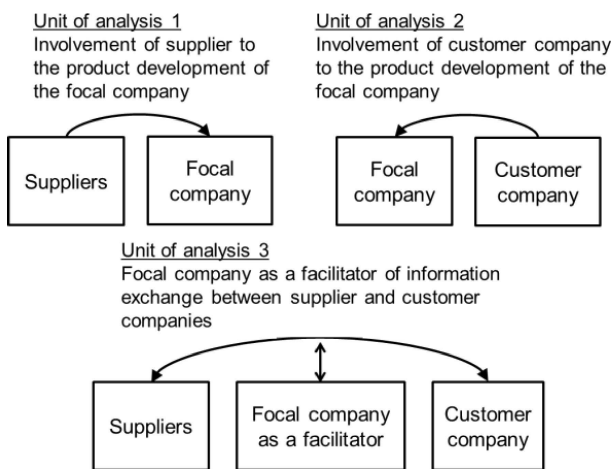 Unit of analysis 1
Involvement of supplier to
the product development of
the focal company
Unit of analysis 2
Involvement of customer company
to the product development of the
focal company
Suppliers
Focal
company
Focal
company
Customer
company
Unit of analysis 3
Focal company as a facilitator of information
exchange between supplier and customer
companies
Suppliers
Focal company
as a facilitator
Customer
company